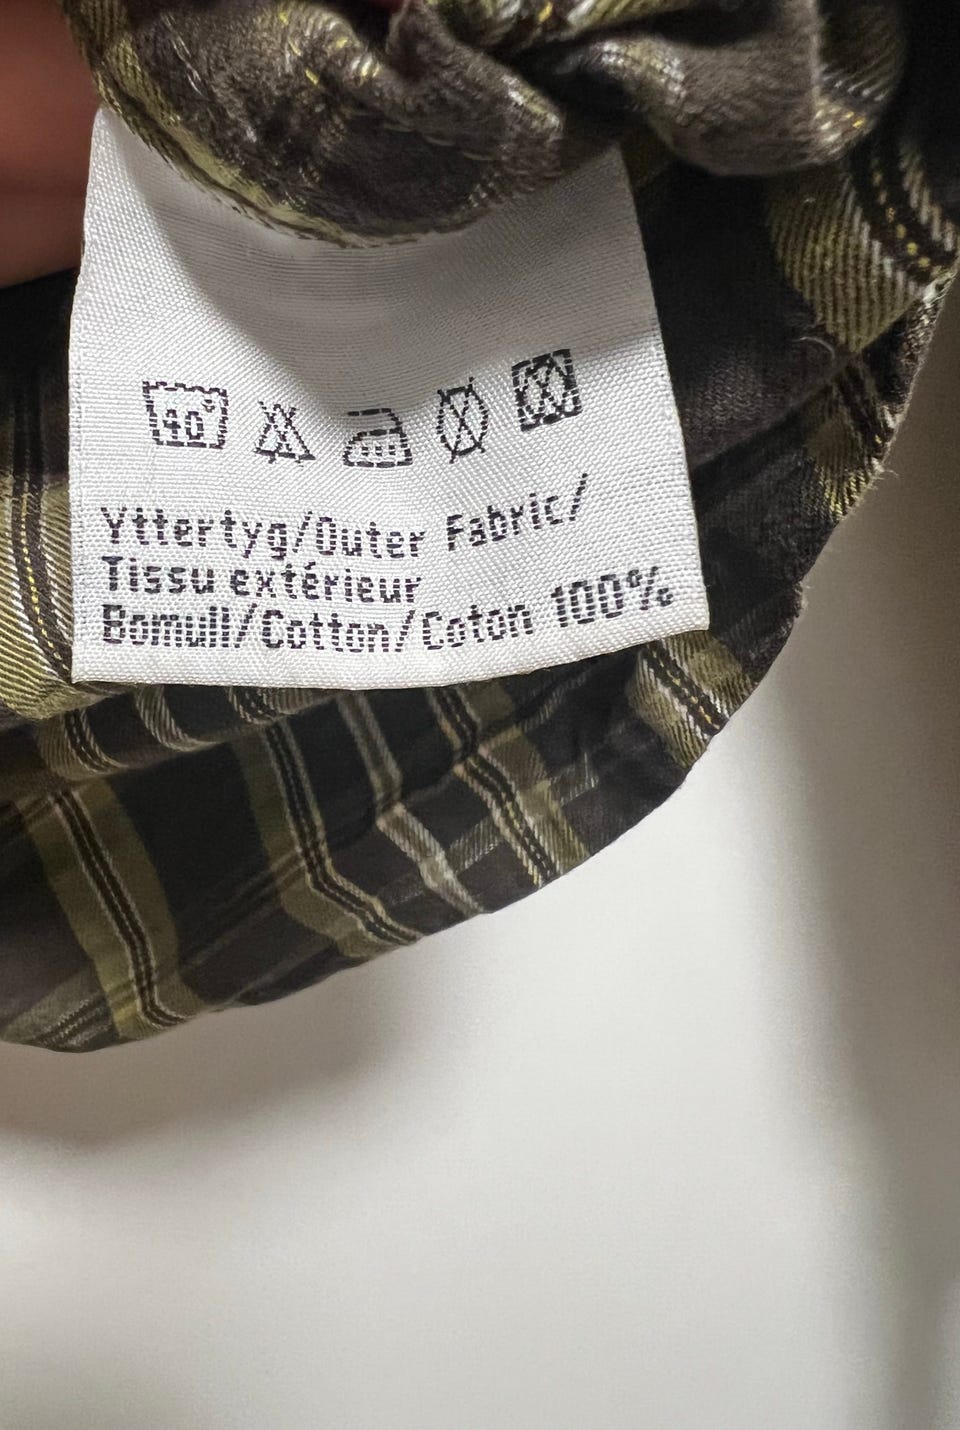 40°
Yttertyg/Outer Fabric/
Tissu extérieur
Bomull/Cotton/Coton 100%